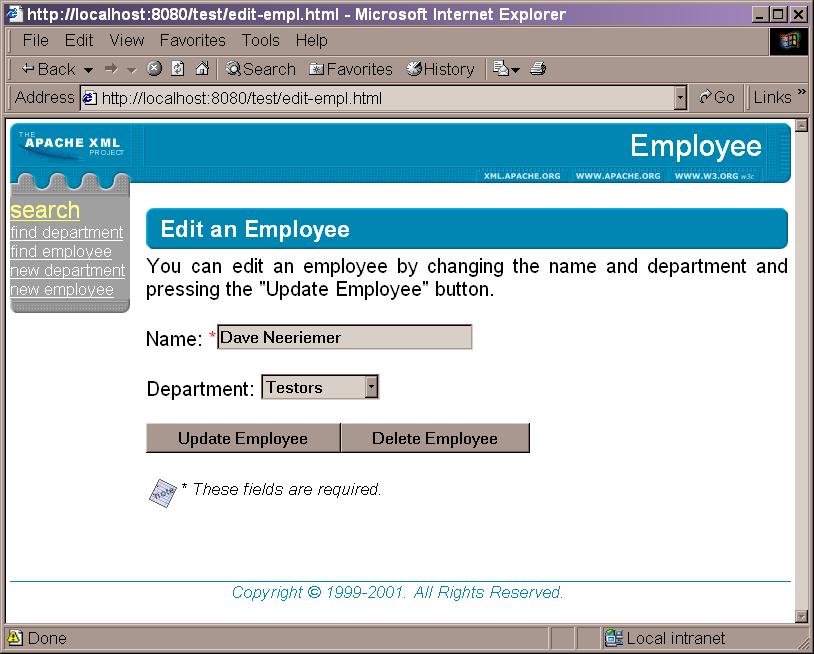 http://localhost:8080/test/edit-empl.html - Microsoft Internet Explorer
File Edit View Favorites Tools Help
Back Search Favorites History
Address http://localhost:8080/test/edit-empl.html Go Links »
THE
APACHE XML
PROJECT
Employee
XML.APACHE.ORG WWW.APACHE.ORG WWW.W3.ORG w3c
search
find department
find employee
new department
new employee
Edit an Employee
You can edit an employee by changing the name and department and
pressing the "Update Employee" button.
Name: *Dave Neeriemer
Department: Testors
Update Employee Delete Employee
note * These fields are required.
Copyright © 1999-2001. All Rights Reserved.
Done Local intranet